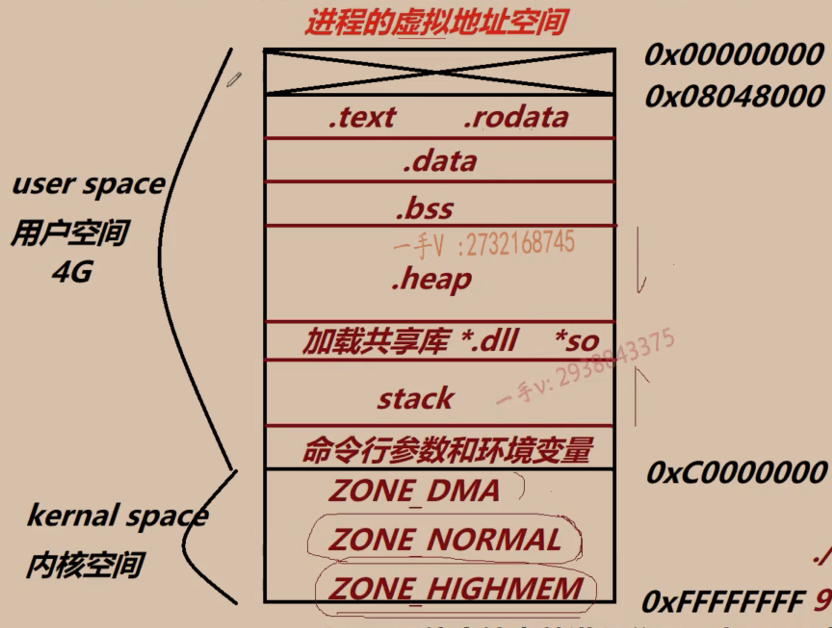 进程的虚拟地址空间
0x00000000
0x08048000
.text .rodata
.data
user space
.bss
用户空间
一手V :2732168745
4G
.heap
加载共享库 *.dll *so
一手v: 2938843375
stack
命令行参数和环境变量
0xC0000000
ZONE_DMA
kernal space
ZONE_NORMAL
内核空间
./
ZONE_HIGHMEM
0xFFFFFFFF 9